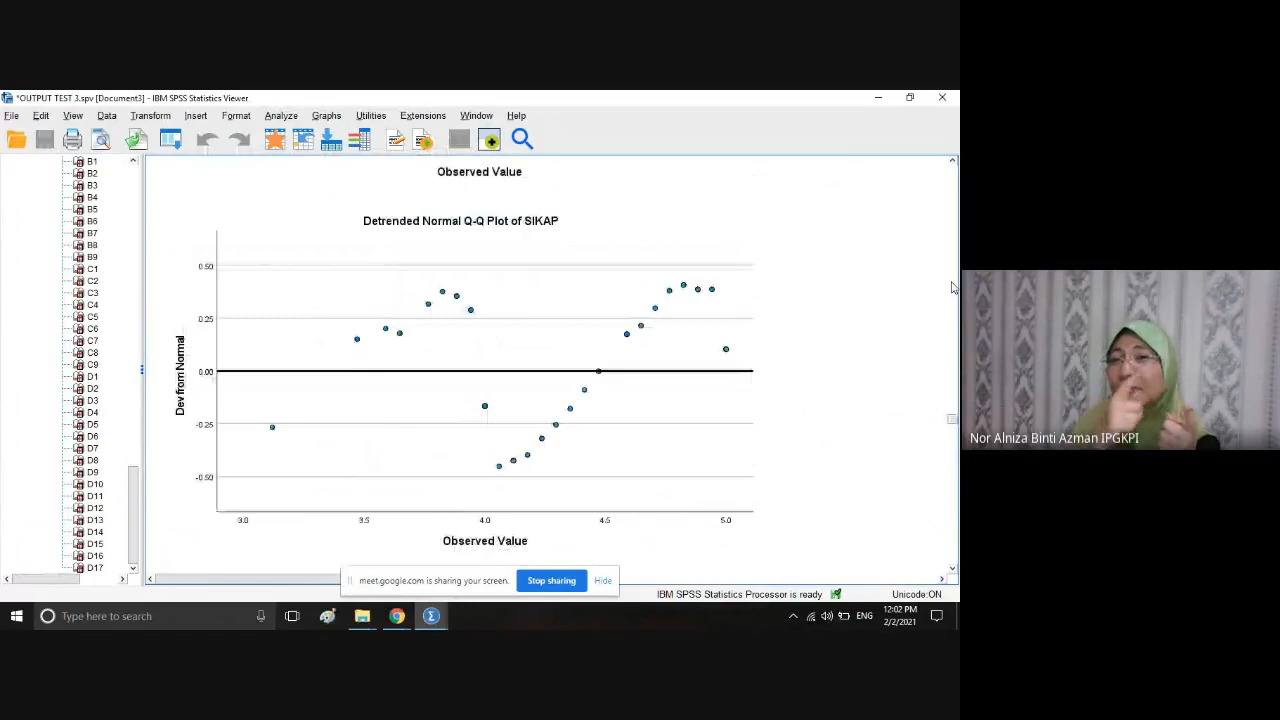 *OUTPUT TEST 3.spv [Document3] - IBM SPSS Statistics Viewer
File Edit View Data Transform Insert Format Analyze Graphs Utilities Extensions Window Help
B1
B2
B3
B4
B5
B6
B7
B8
B9
C1
C2
C3
C4
C5
C6
C7
C8
C9
D1
D2
D3
D4
D5
D6
D7
D8
D9
D10
D11
D12
D13
D14
D15
D16
D17
Observed Value
Detrended Normal Q-Q Plot of SIKAP
0.50
0.25
0.00
-0.25
-0.50
Dev from Normal
3.0 3.5 4.0 4.5 5.0
Observed Value
Nor Alniza Binti Azman IPGKPI
meet.google.com is sharing your screen. Stop sharing Hide
IBM SPSS Statistics Processor is ready Unicode:ON
Type here to search
ENG
12:02 PM
2/2/2021